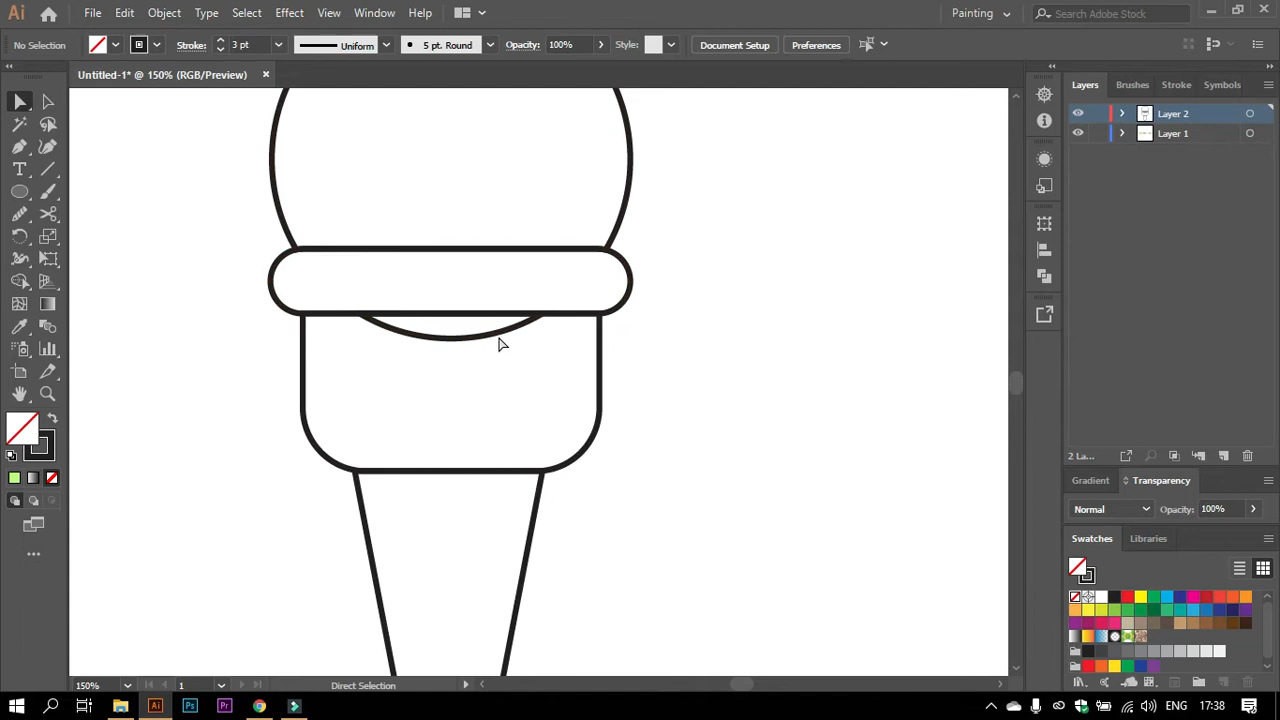 Ai File Edit Object Type Select Effect View Window Help Painting Search Adobe Stock
No Selection Stroke: 3 pt Uniform 5 pt. Round Opacity: 100% Style: Document Setup Preferences
Untitled-1* @ 150% (RGB/Preview)
Layers Brushes Stroke Symbols
Layer 2
Layer 1
2 La...
Gradient Transparency
Normal Opacity: 100%
Swatches Libraries
150% 1 Direct Selection
Ai Ps Pr ENG 17:38